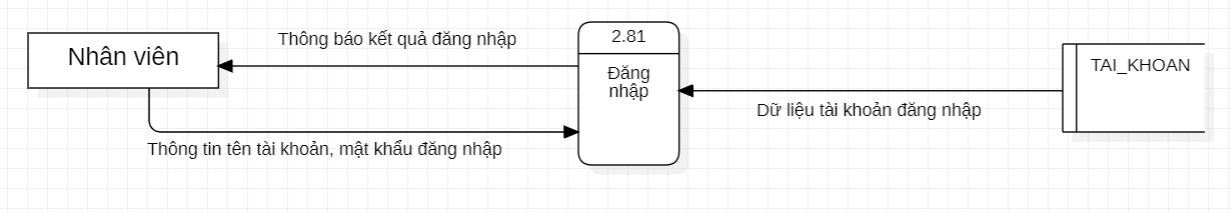 Nhân viên
Thông báo kết quả đăng nhập
2.81
Đăng
nhập
TAI_KHOAN
Dữ liệu tài khoản đăng nhập
Thông tin tên tài khoản, mật khẩu đăng nhập